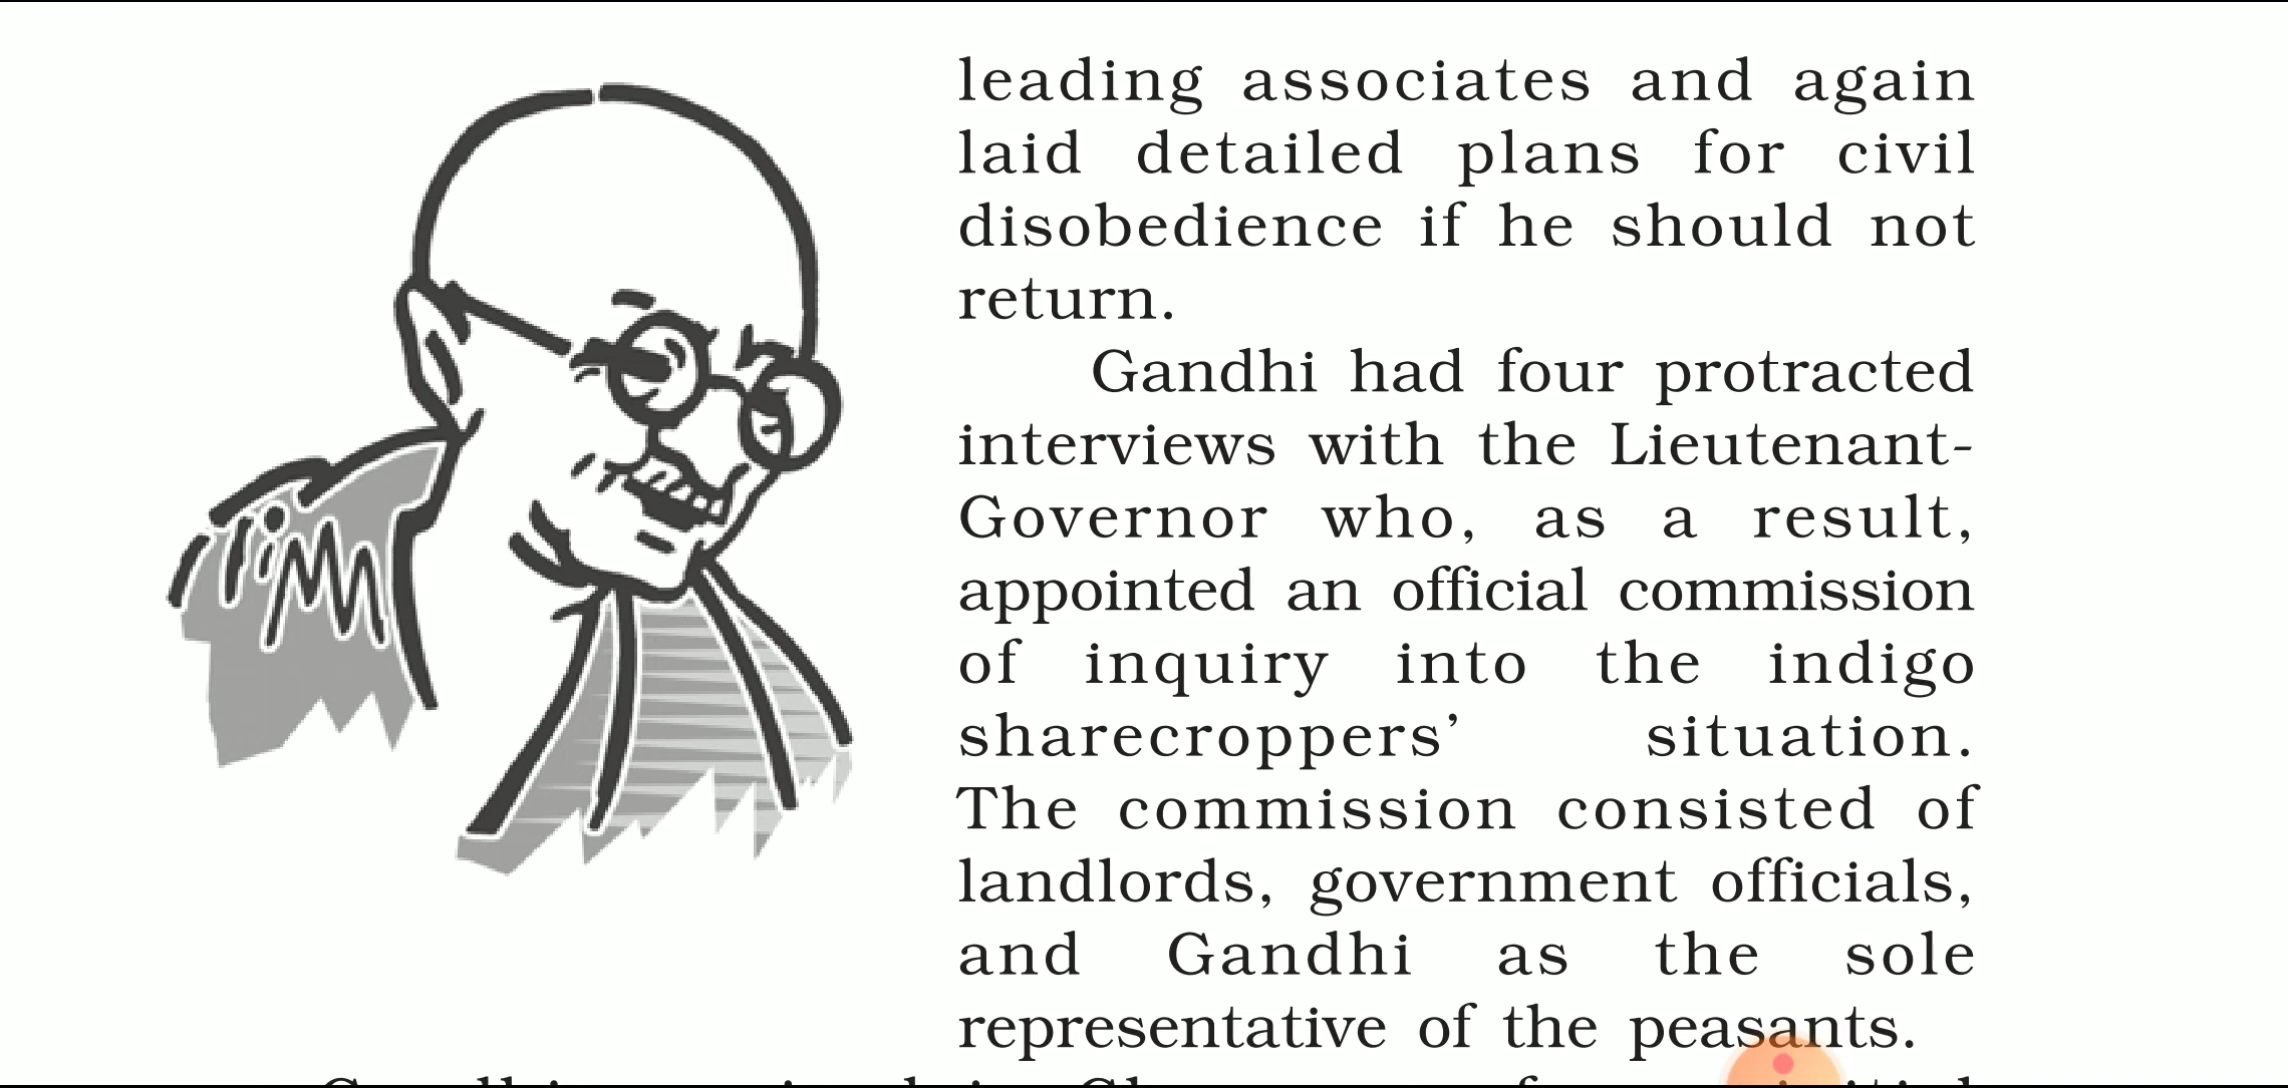 leading associates and again
laid detailed plans for civil
disobedience if he should not
return.
Gandhi had four protracted
interviews with the Lieutenant-
Governor who, as a result,
appointed an official commission
of inquiry into the indigo
sharecroppers’ situation.
The commission consisted of
landlords, government officials,
and Gandhi as the sole
representative of the peasants.